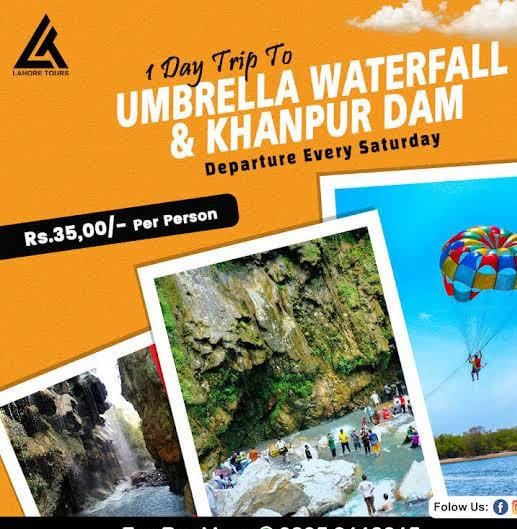 LAHORE TOURS
1 Day Trip To
UMBRELLA WATERFALL
& KHANPUR DAM
Departure Every Saturday
Rs.35,00/- Per Person
Folow Us: